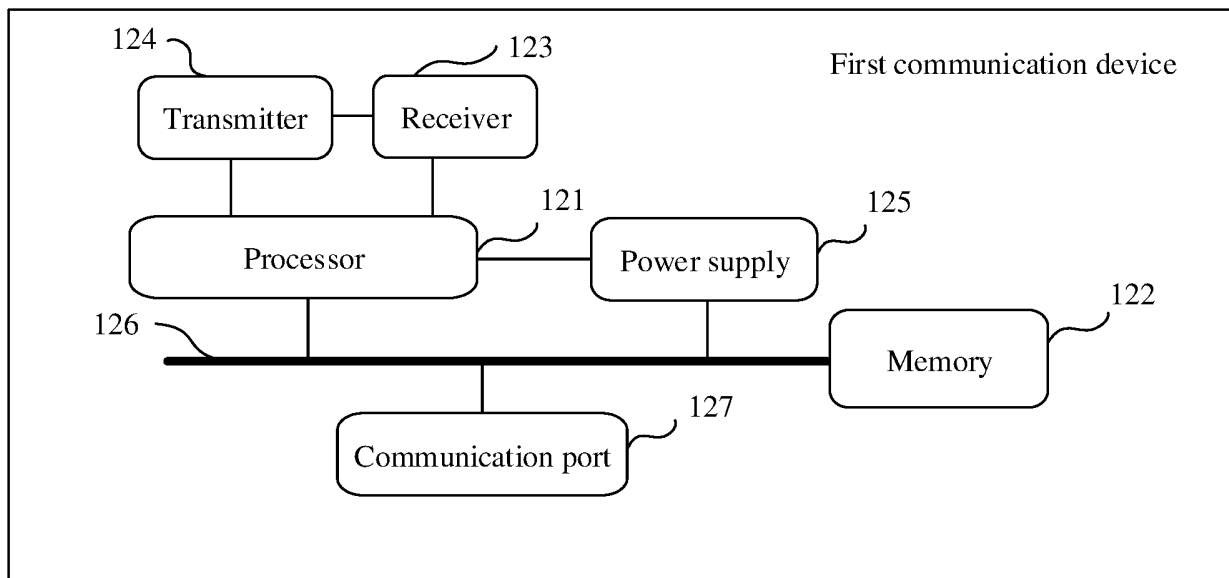 124
123
First communication device
Transmitter
Receiver
121
125
Processor
Power supply
126
122
Memory
127
Communication port